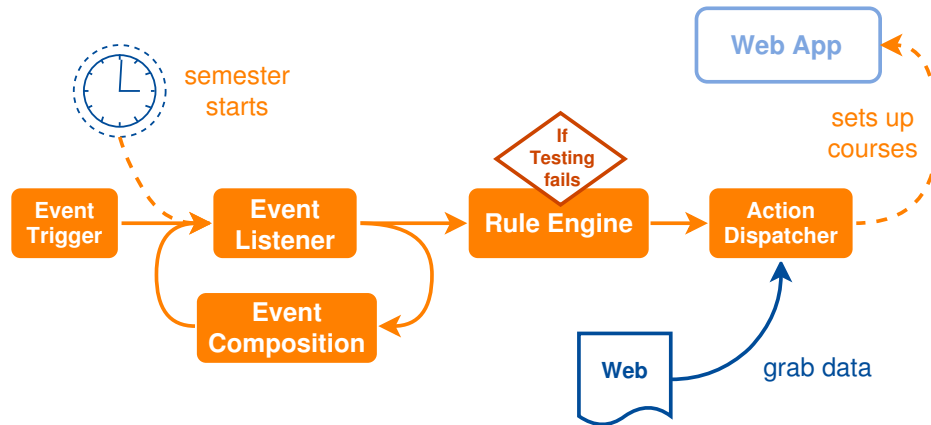 Web App
semester
starts
sets up
courses
If
Testing
fails
Event
Trigger
Event
Listener
Rule Engine
Action
Dispatcher
Event
Composition
Web
grab data